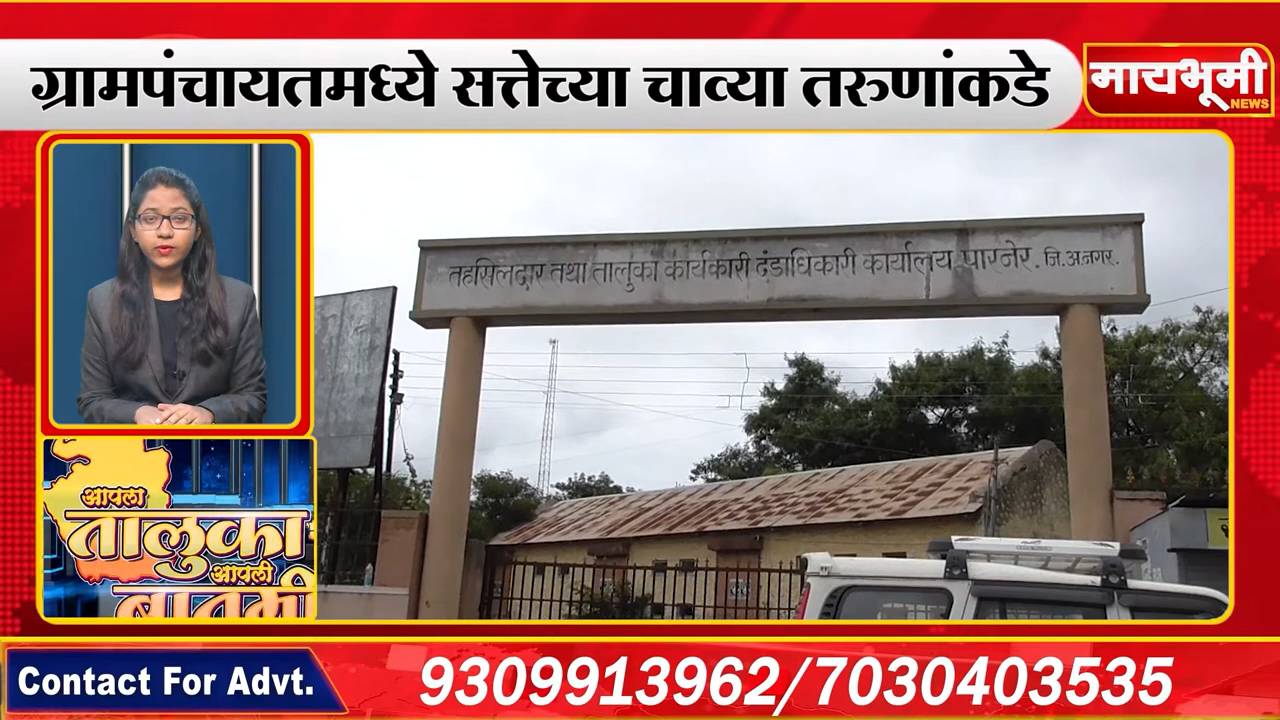 ग्रामपंचायतमध्ये सत्तेच्या चाव्या तरुणांकडे
माद्यभूमी
NEWS
तहसिलदार तथा तालुका कार्यकारी दंडाधिकारी कार्यालय पारनेर. जि.अ.नगर.
आपला
तालुका
आपली
बातमी
Contact For Advt.
9309913962/7030403535